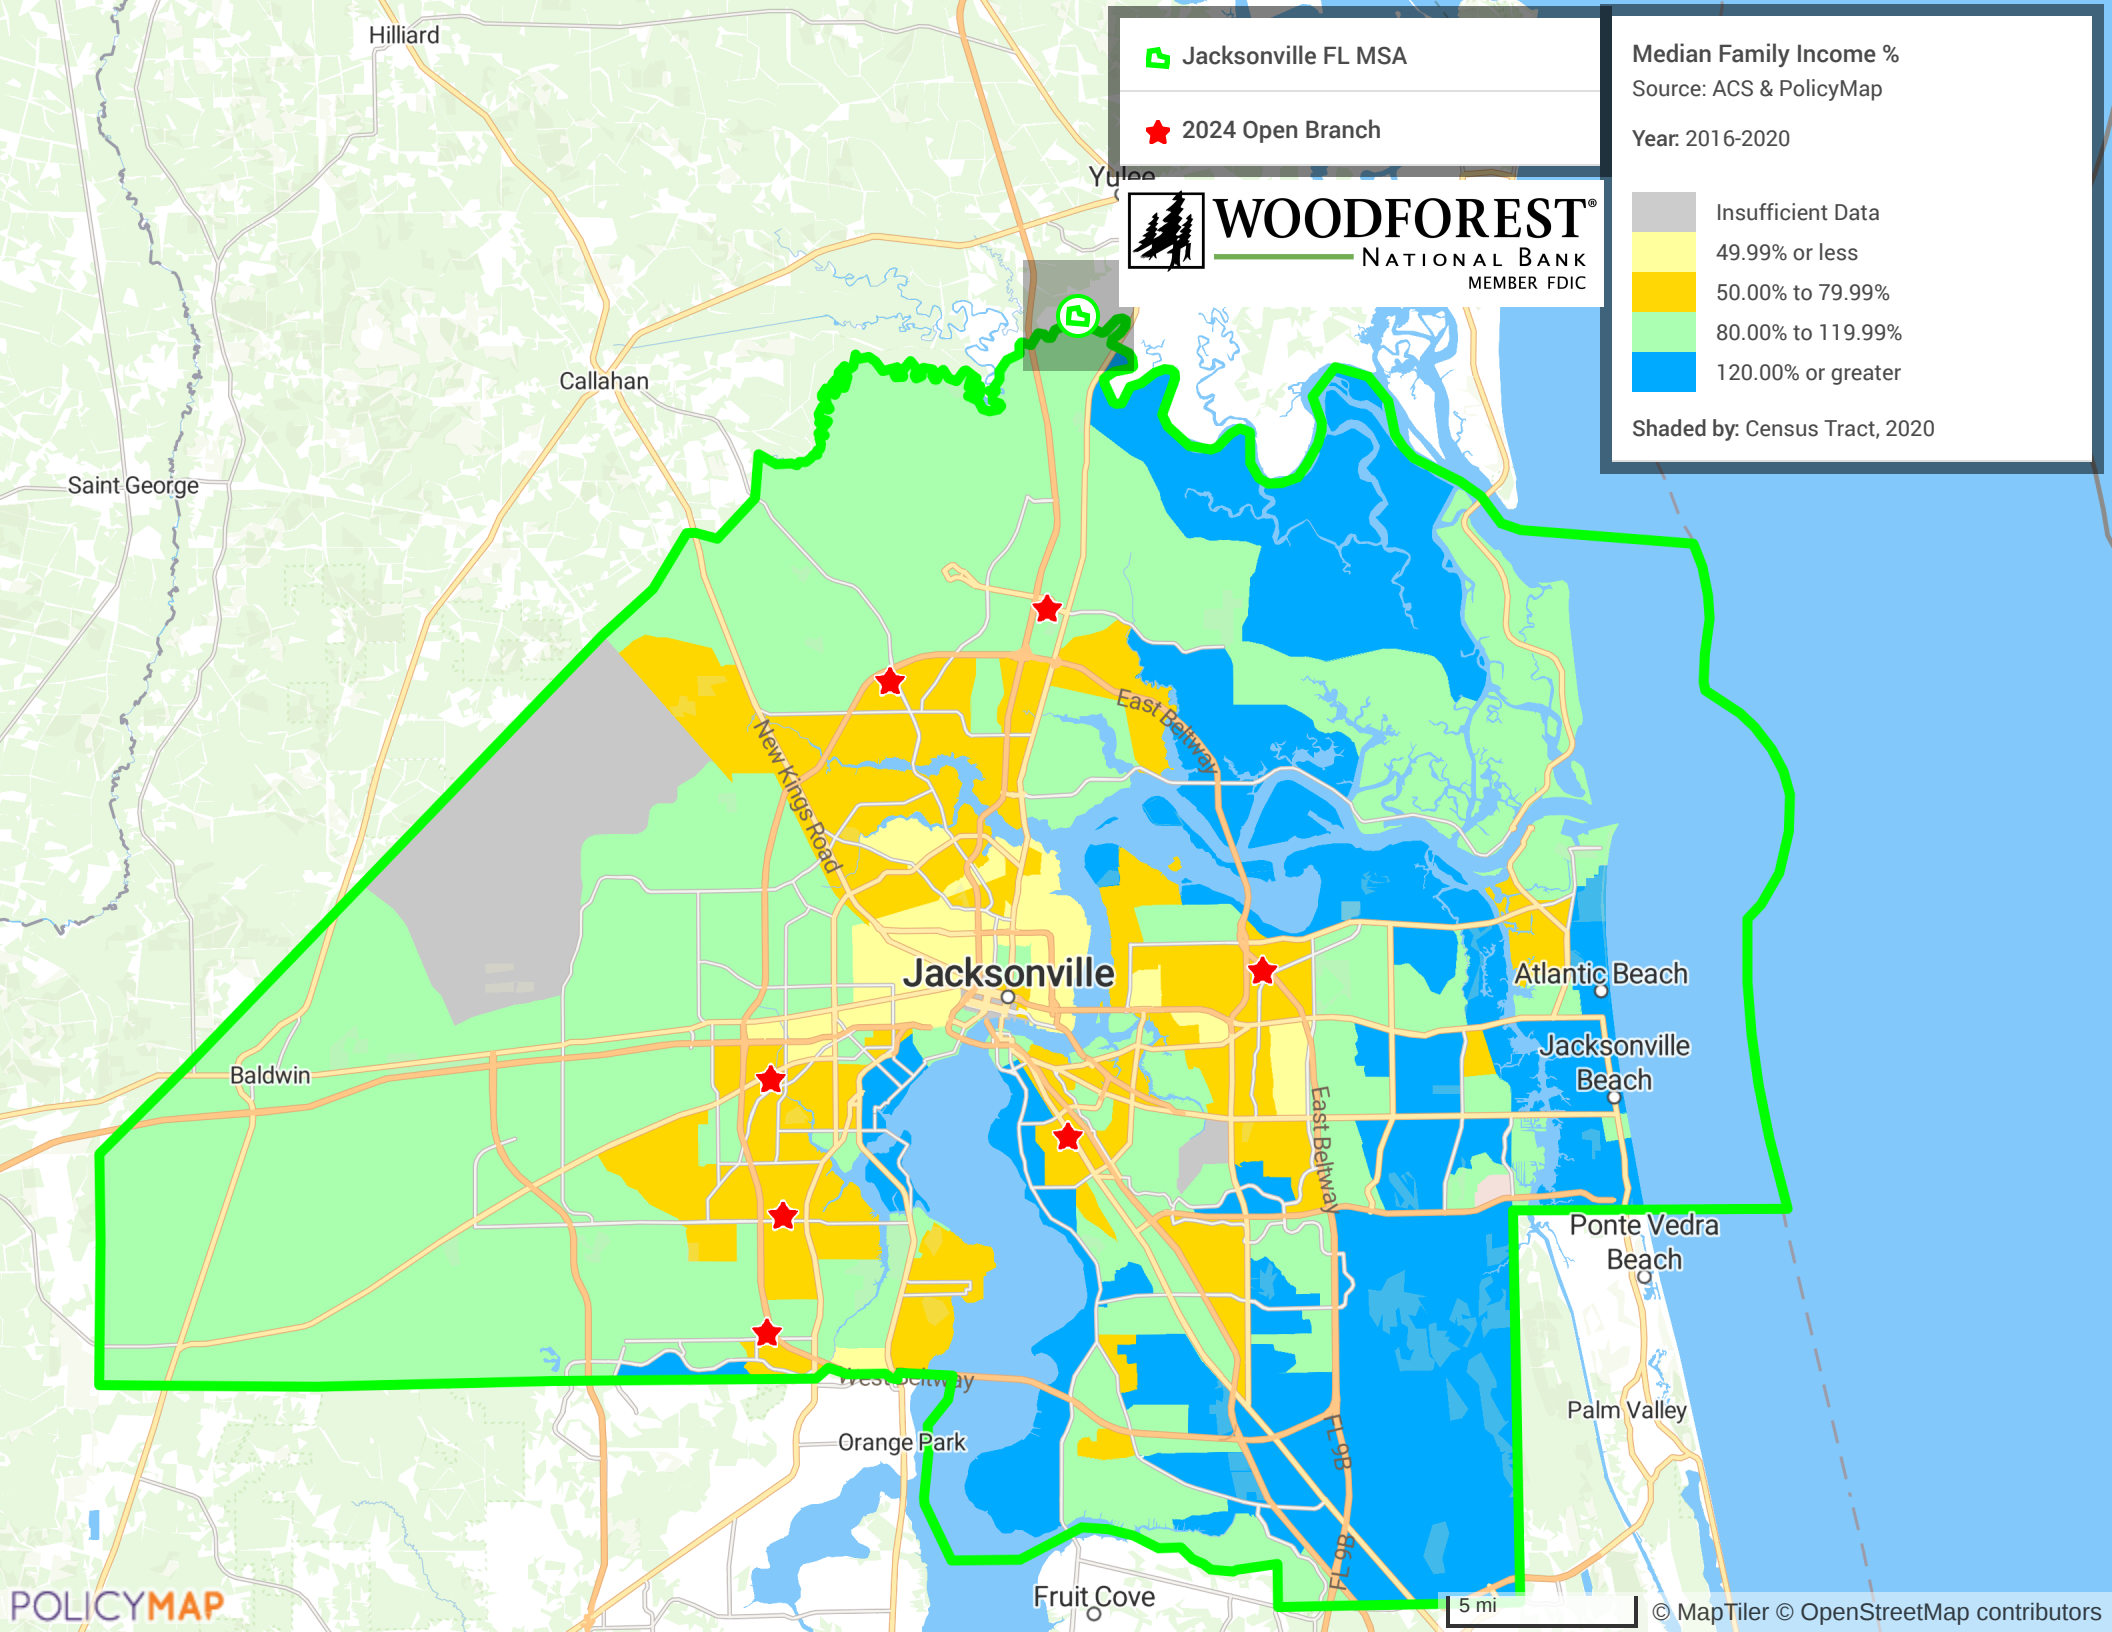 Hilliard
Jacksonville FL MSA
2024 Open Branch
Median Family Income %
Source: ACS & PolicyMap
Year: 2016-2020
Insufficient Data
49.99% or less
50.00% to 79.99%
80.00% to 119.99%
120.00% or greater
Shaded by: Census Tract, 2020
Yulee
WOODFOREST®
NATIONAL BANK
MEMBER FDIC
Callahan
Saint George
East Beltway
New Kings Road
Jacksonville
Atlantic Beach
Jacksonville
Beach
Baldwin
East Beltway
Ponte Vedra
Beach
West Beltway
Orange Park
Palm Valley
FL 9B
FL 9B
Fruit Cove
POLICYMAP
5 mi
© MapTiler © OpenStreetMap contributors